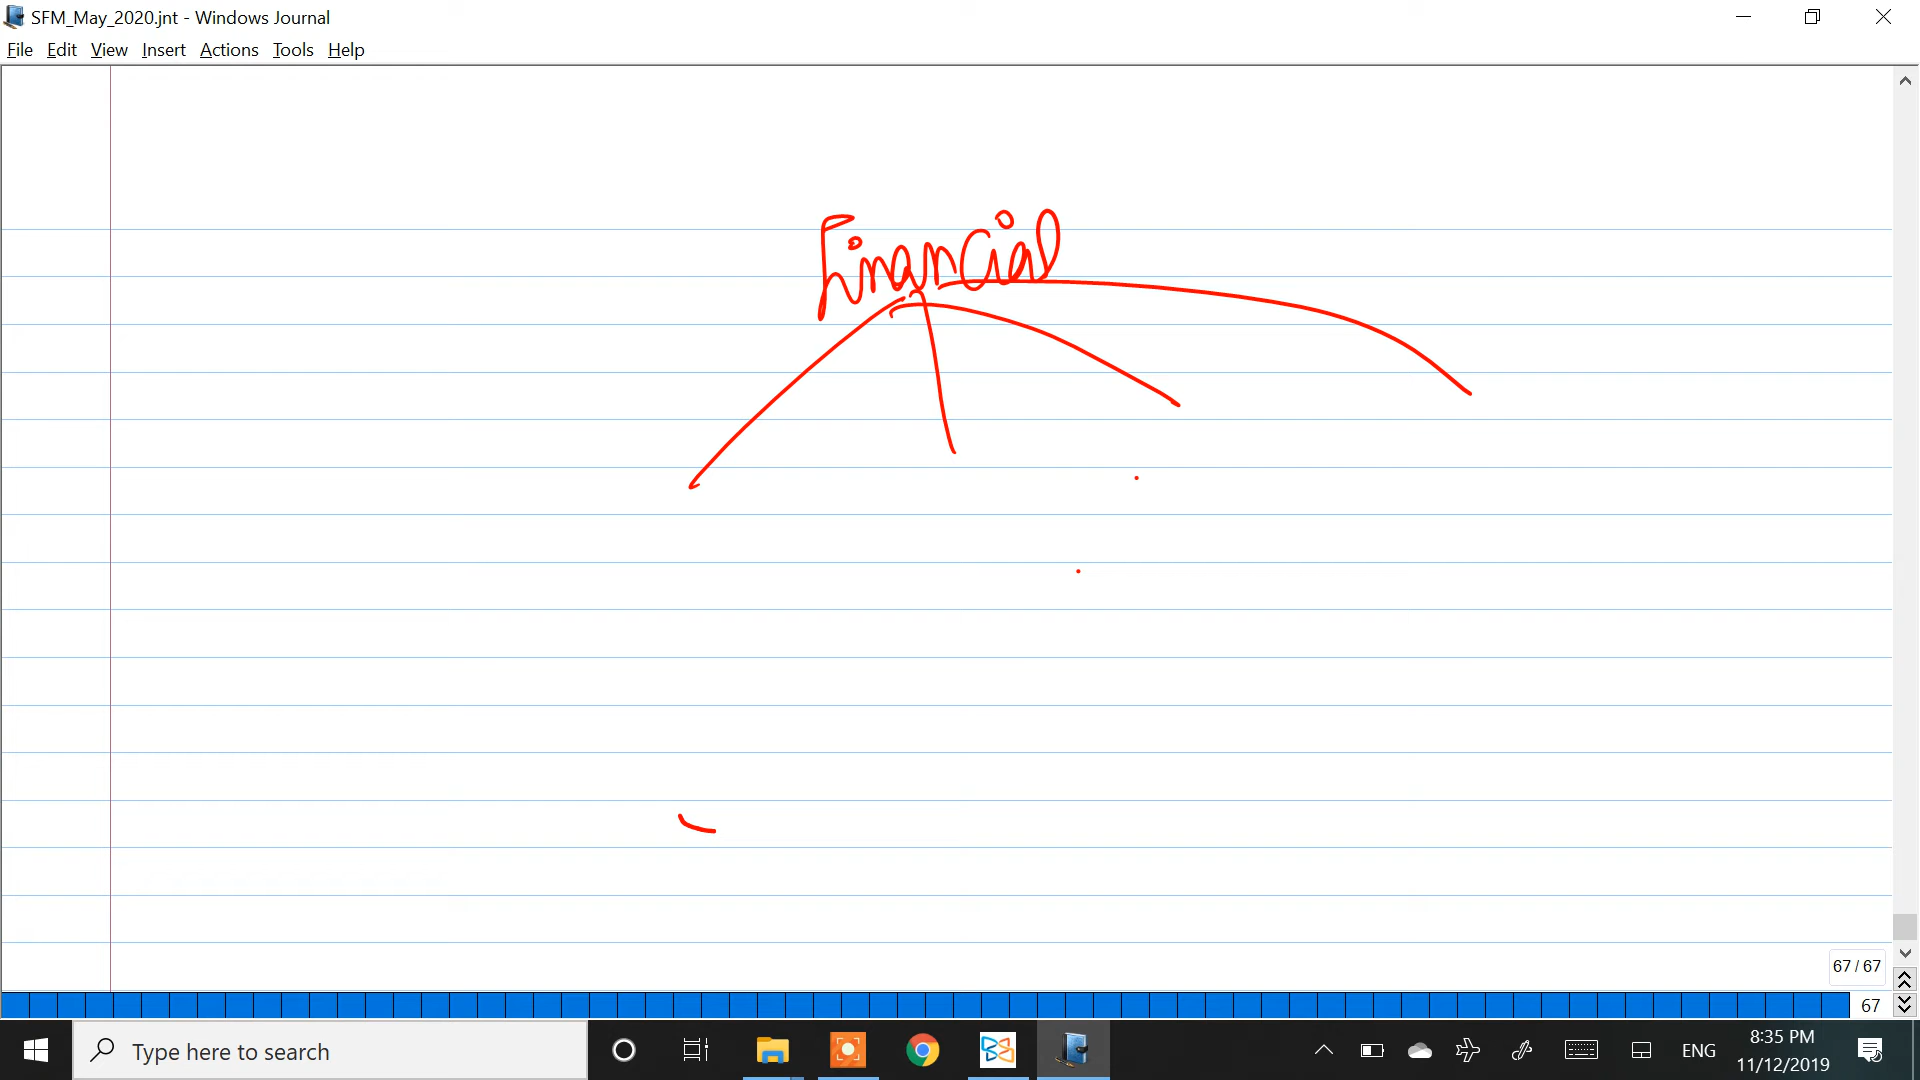 SFM_May_2020.jnt - Windows Journal
File Edit View Insert Actions Tools Help
Financial
67 / 67
67
Type here to search
ENG
8:35 PM
11/12/2019